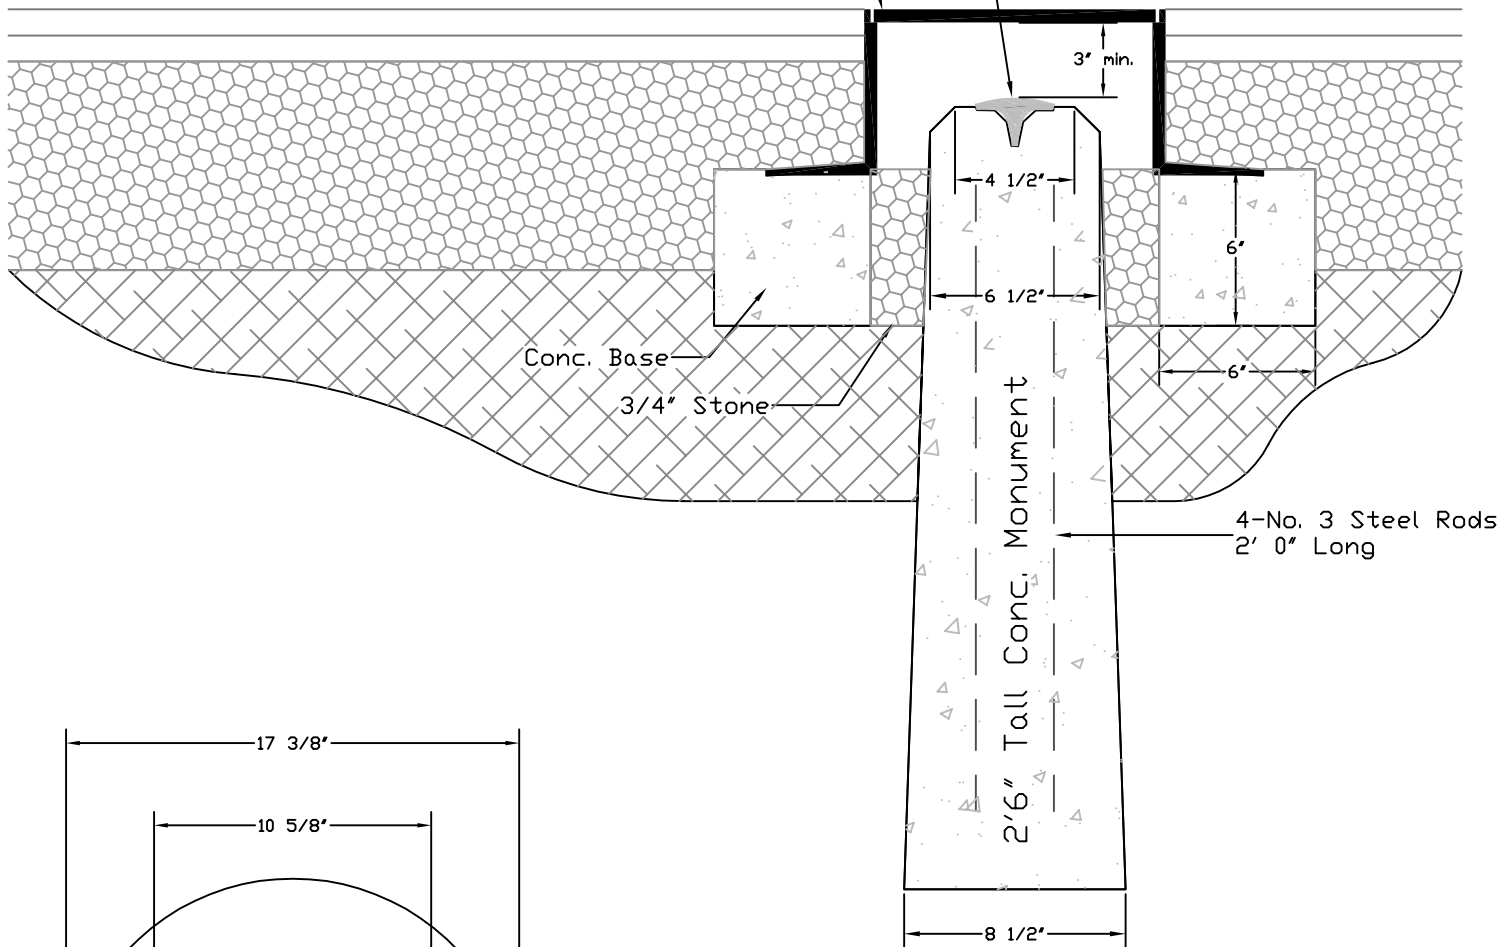 3" min.
4 1/2"
6"
6 1/2"
Conc. Base
6"
3/4" Stone
2'6" Tall Conc. Monument
4-No. 3 Steel Rods
2' 0" Long
17 3/8"
10 5/8"
8 1/2"